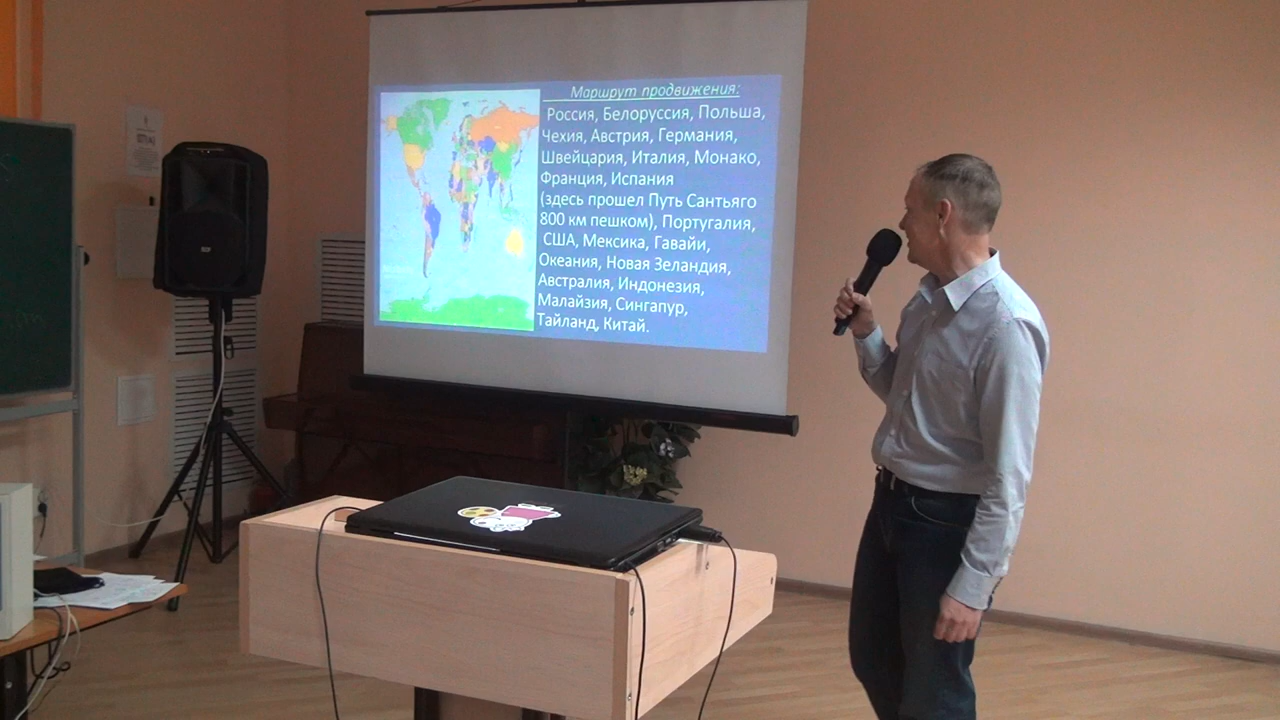 Маршрут продвижения:
Россия, Белоруссия, Польша,
Чехия, Австрия, Германия,
Швейцария, Италия, Монако,
Франция, Испания
(здесь прошел Путь Сантьяго
800 км пешком), Португалия,
США, Мексика, Гавайи,
Океания, Новая Зеландия,
Австралия, Индонезия,
Малайзия, Сингапур,
Тайланд, Китай.